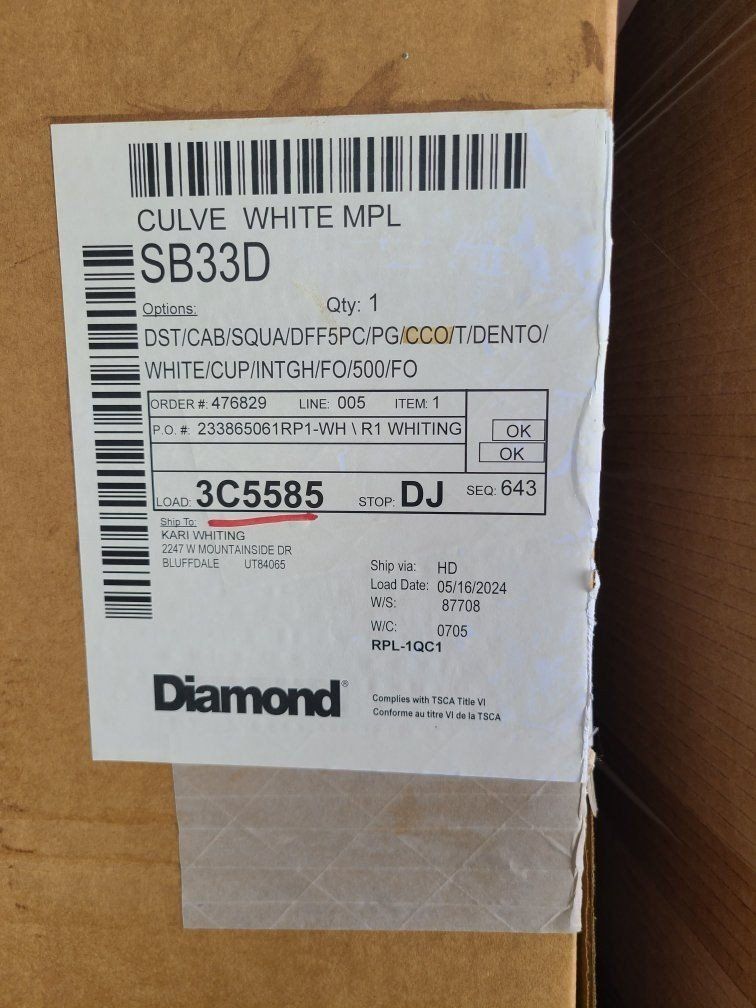 CULVE WHITE MPL
SB33D
Options: Qty: 1
DST/CAB/SQUA/DFF5PC/PG/CCO/T/DENTO/
WHITE/CUP/INTGH/FO/500/FO
ORDER #: 476829 LINE: 005 ITEM: 1
P.O. #: 233865061RP1-WH \ R1 WHITING OK
OK
LOAD: 3C5585 STOP: DJ SEQ: 643
Ship To:
KARI WHITING
2247 W MOUNTAINSIDE DR
BLUFFDALE UT84065
Ship via: HD
Load Date: 05/16/2024
W/S: 87708
W/C: 0705
RPL-1QC1
Diamond®
Complies with TSCA Title VI
Conforme au titre VI de la TSCA